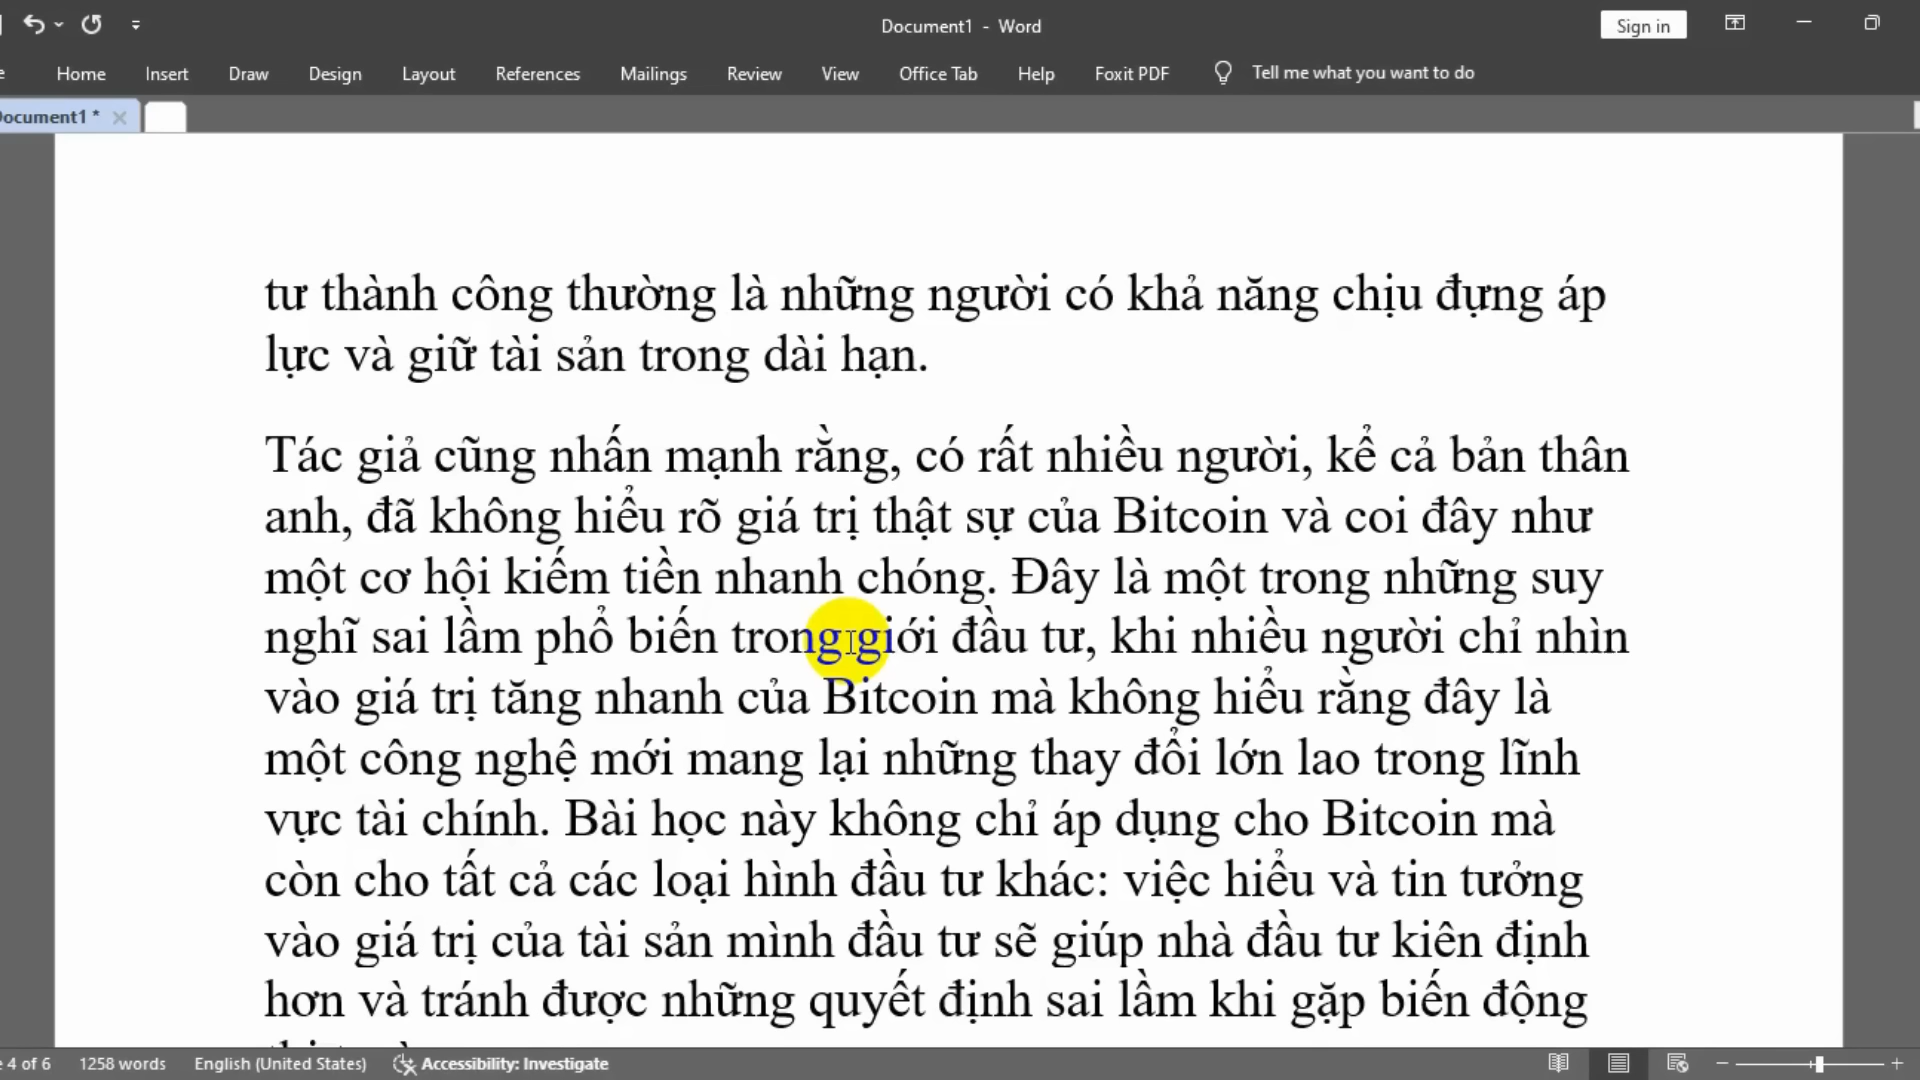 Document1 - Word
Sign in
Home Insert Draw Design Layout References Mailings Review View Office Tab Help Foxit PDF Tell me what you want to do
Document1 *
tư thành công thường là những người có khả năng chịu đựng áp
lực và giữ tài sản trong dài hạn.
Tác giả cũng nhấn mạnh rằng, có rất nhiều người, kể cả bản thân
anh, đã không hiểu rõ giá trị thật sự của Bitcoin và coi đây như
một cơ hội kiếm tiền nhanh chóng. Đây là một trong những suy
nghĩ sai lầm phổ biến trong giới đầu tư, khi nhiều người chỉ nhìn
vào giá trị tăng nhanh của Bitcoin mà không hiểu rằng đây là
một công nghệ mới mang lại những thay đổi lớn lao trong lĩnh
vực tài chính. Bài học này không chỉ áp dụng cho Bitcoin mà
còn cho tất cả các loại hình đầu tư khác: việc hiểu và tin tưởng
vào giá trị của tài sản mình đầu tư sẽ giúp nhà đầu tư kiên định
hơn và tránh được những quyết định sai lầm khi gặp biến động
4 of 6 1258 words English (United States) Accessibility: Investigate